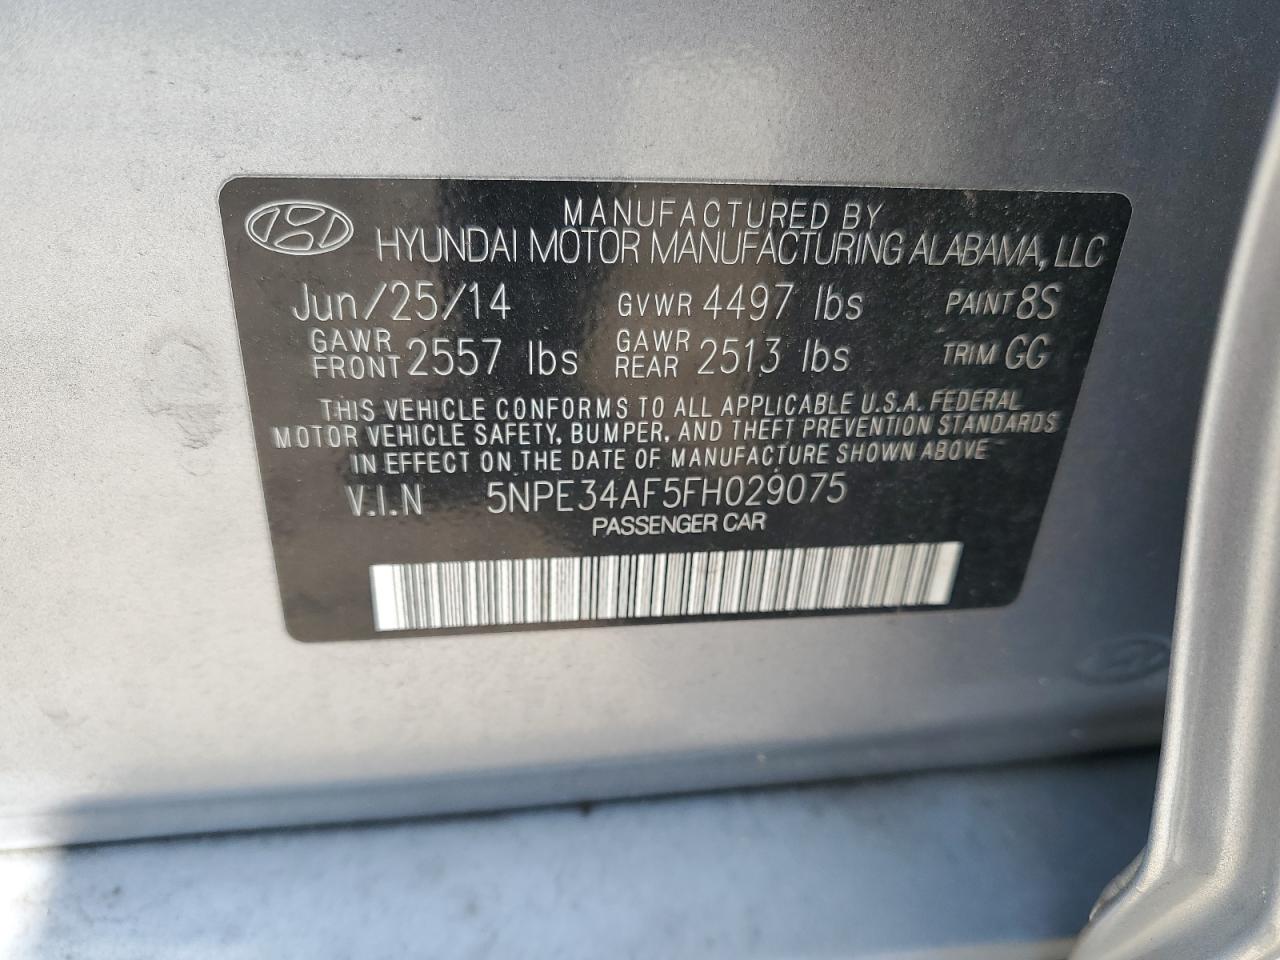 MANUFACTURED BY
HYUNDAI MOTOR MANUFACTURING ALABAMA, LLC
Jun/25/14 GVWR 4497 lbs PAINT 8S
GAWR FRONT 2557 lbs GAWR REAR 2513 lbs TRIM GG
THIS VEHICLE CONFORMS TO ALL APPLICABLE U.S.A. FEDERAL
MOTOR VEHICLE SAFETY, BUMPER, AND THEFT PREVENTION STANDARDS
IN EFFECT ON THE DATE OF MANUFACTURE SHOWN ABOVE
V.I.N 5NPE34AF5FH029075
PASSENGER CAR